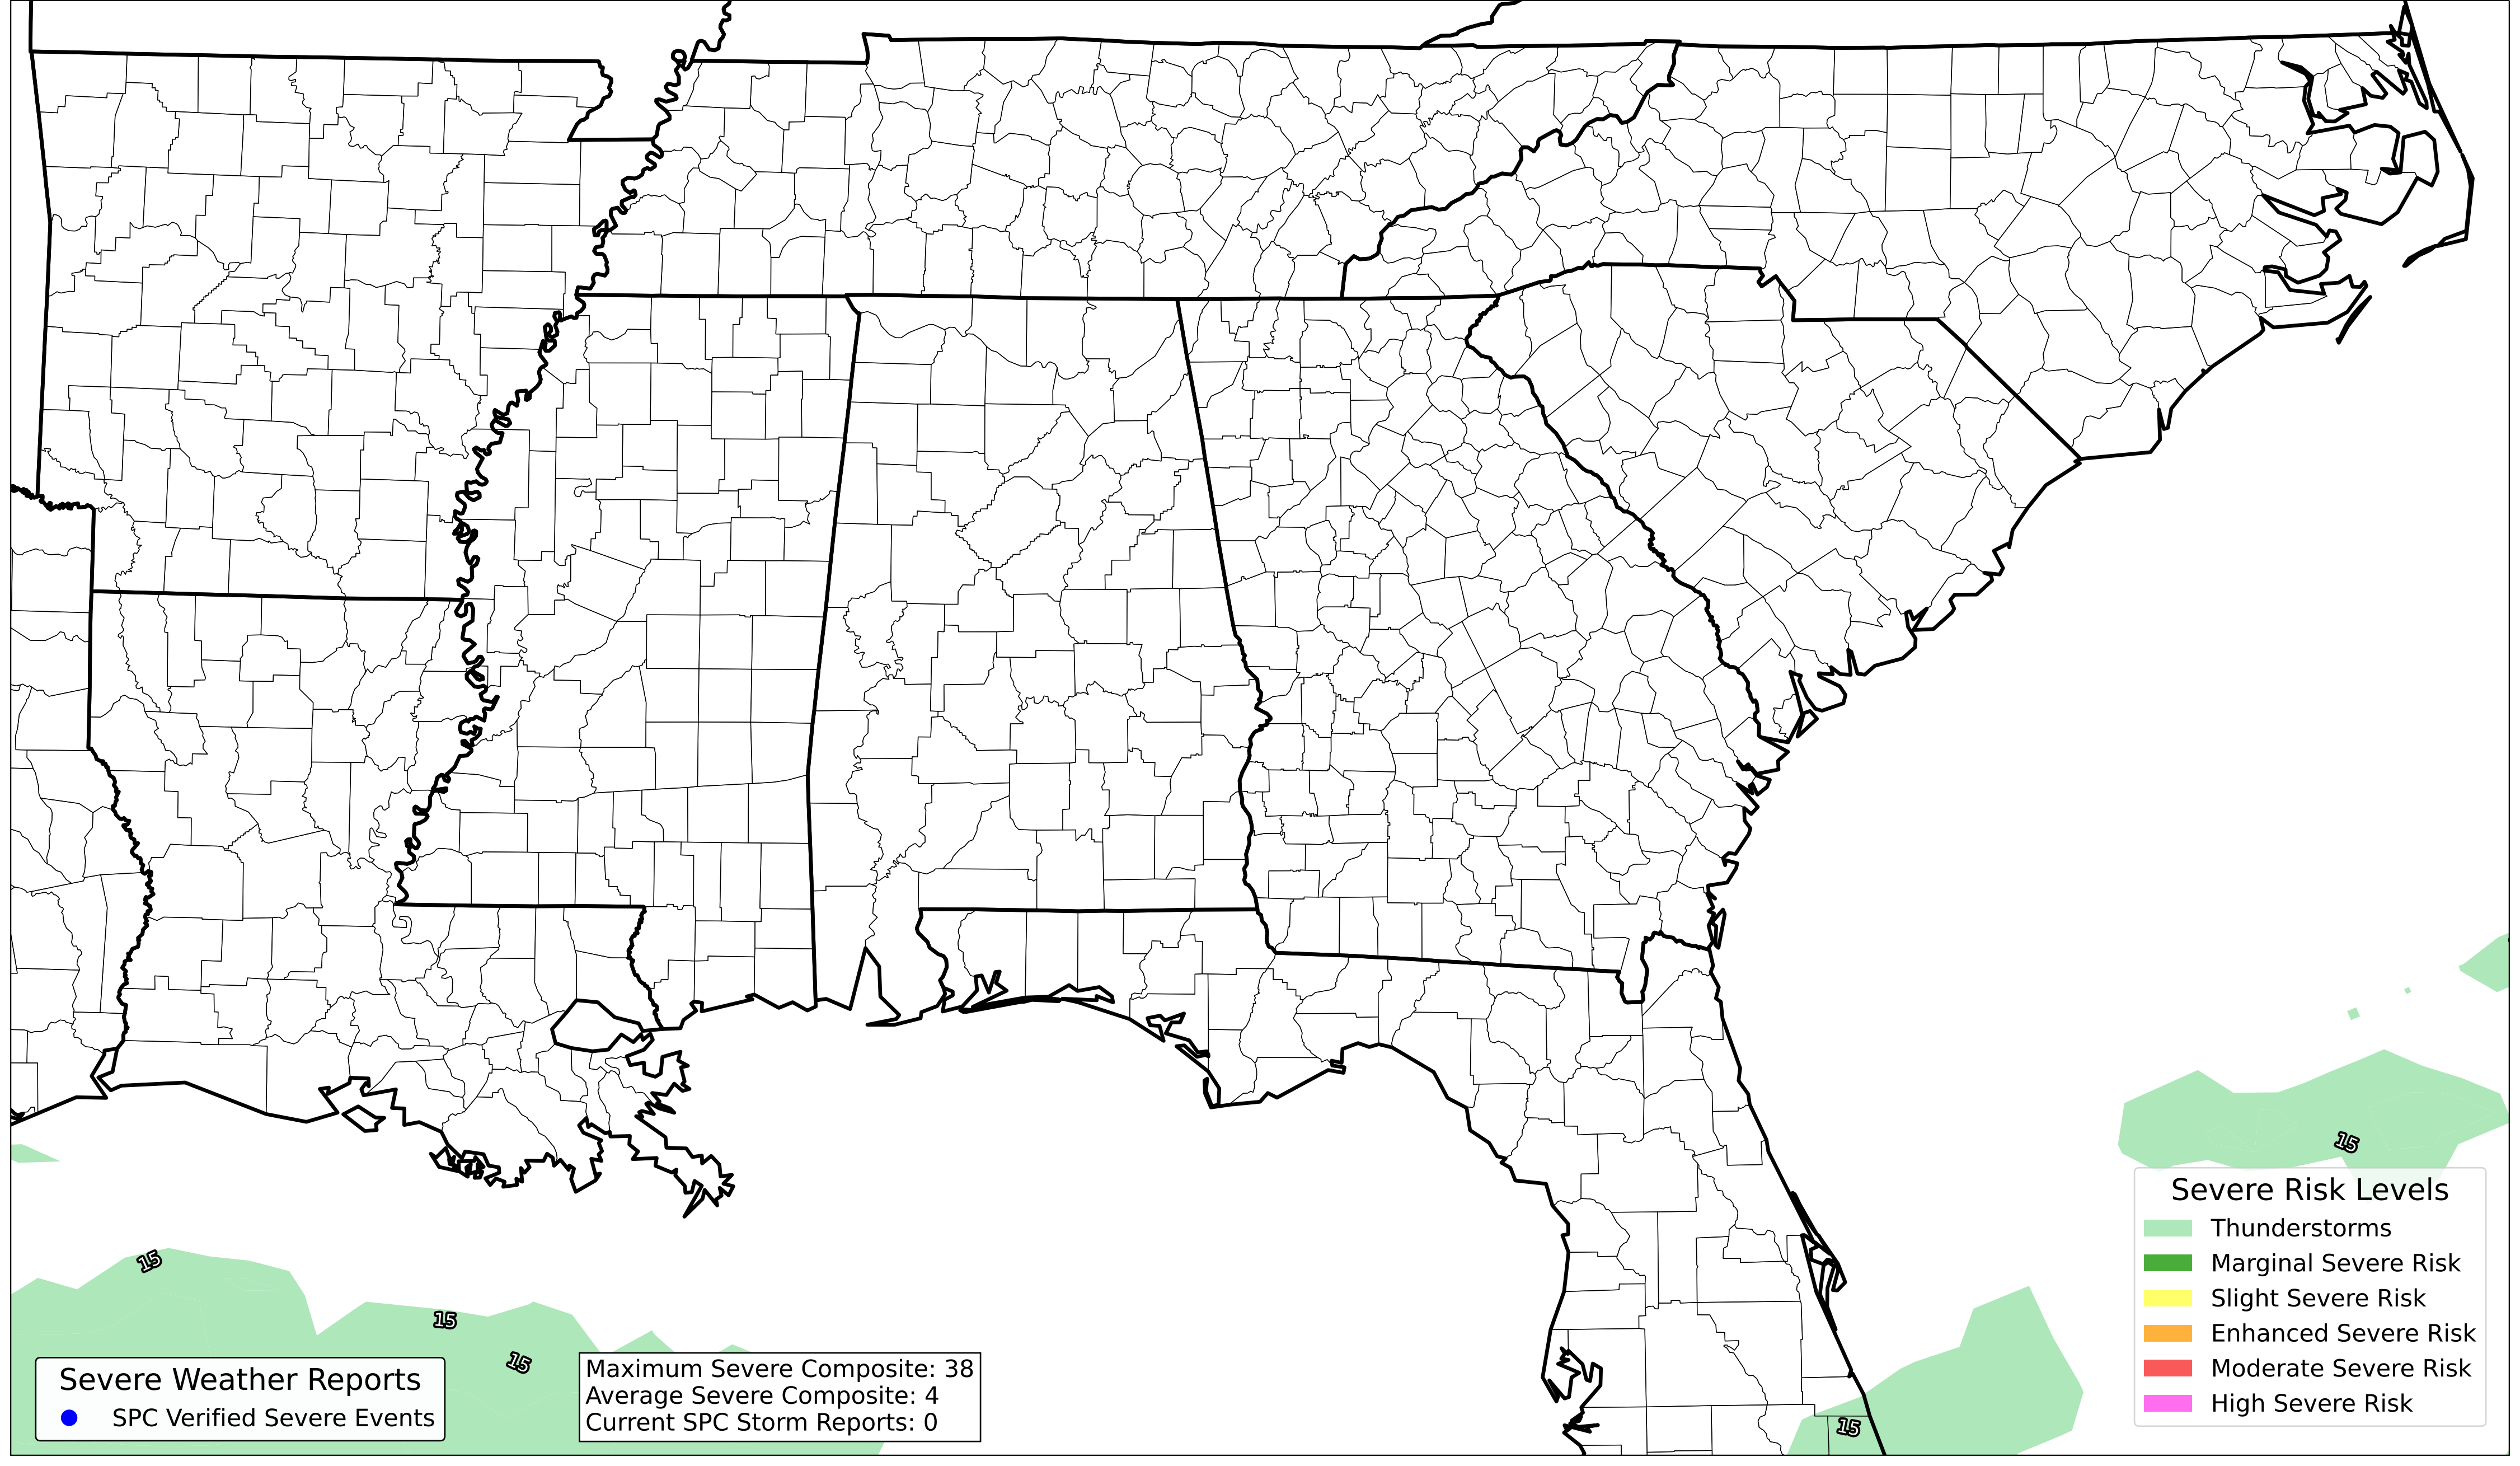 15
Severe Risk Levels
Thunderstorms
Marginal Severe Risk
Slight Severe Risk
Enhanced Severe Risk
Moderate Severe Risk
High Severe Risk
15
15
15
15
Severe Weather Reports
SPC Verified Severe Events
Maximum Severe Composite: 38
Average Severe Composite: 4
Current SPC Storm Reports: 0